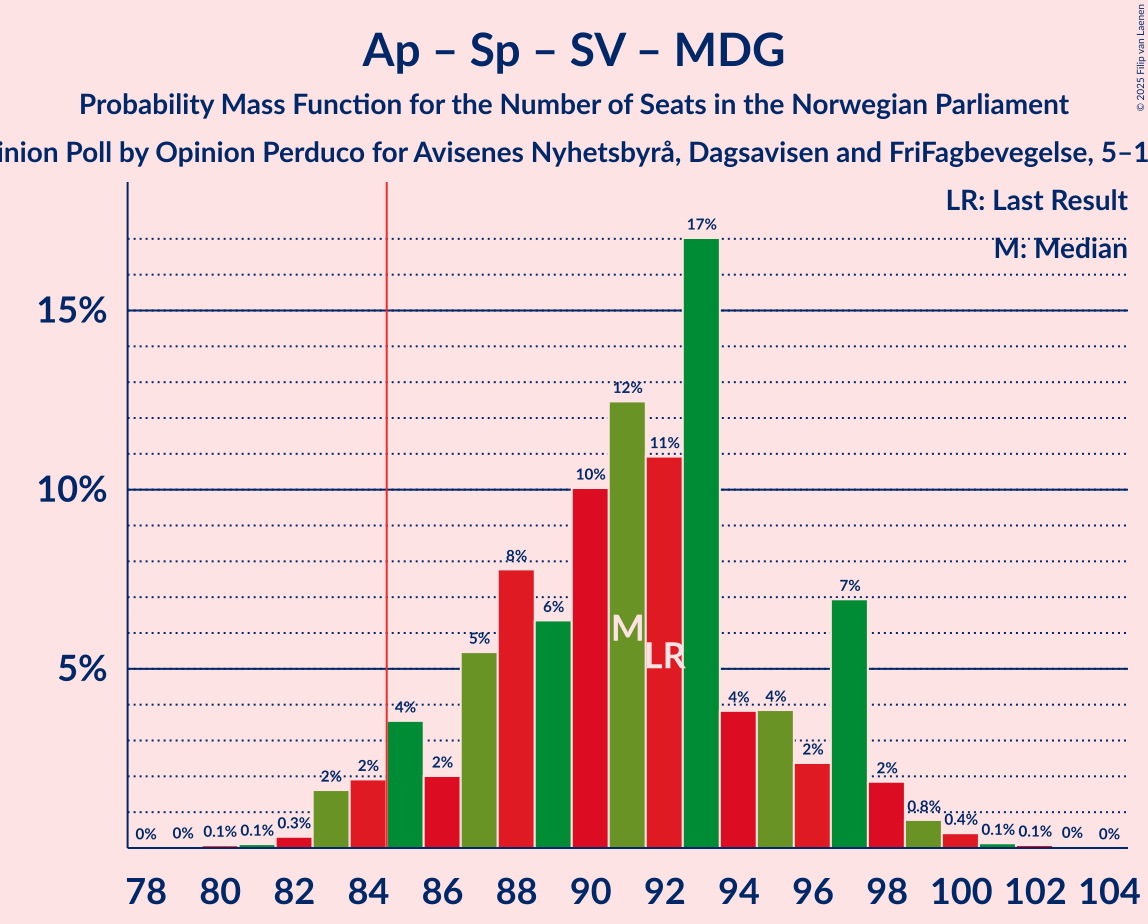 © 2025 Filip van Laenen
Ap – Sp – SV – MDG
Probability Mass Function for the Number of Seats in the Norwegian Parliament
inion Poll by Opinion Perduco for Avisenes Nyhetsbyrå, Dagsavisen and FriFagbevegelse, 5–1
LR: Last Result
M: Median
17%
15%
12%
11%
10%
10%
8%
7%
6%
M
LR
5%
5%
4%
4%
4%
2%
2%
2%
2%
2%
0.8%
0.4%
0% 0% 0.1% 0.1% 0.3%
0.1% 0.1% 0% 0%
78 80 82 84 86 88 90 92 94 96 98 100 102 104